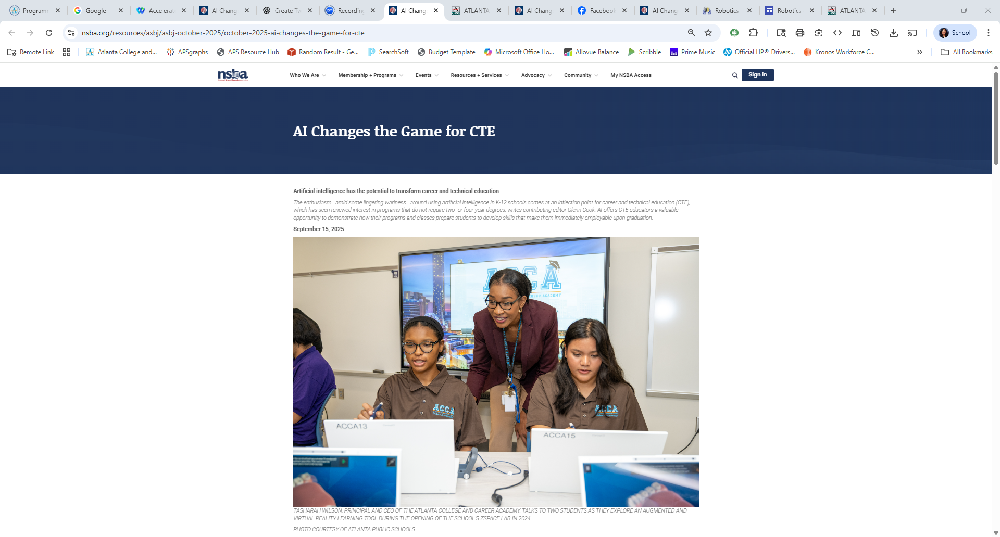 Programm
Google
Accelerat
AI Chang
Create Tw
Recording
AI Chang
ATLANTA
AI Chang
Facebook
AI Chang
Robotics
Robotics
ATLANTA
nsba.org/resources/asbj/asbj-october-2025/october-2025-ai-changes-the-game-for-cte
School
Remote Link
Atlanta College and...
APSgraphs
APS Resource Hub
Random Result - Ge...
SearchSoft
Budget Template
Microsoft Office Ho...
Allovue Balance
Scribble
Prime Music
Official HP® Drivers...
Kronos Workforce C...
All Bookmarks
nsba
National School Boards Association
Who We Are
Membership + Programs
Events
Resources + Services
Advocacy
Community
My NSBA Access
Sign in
AI Changes the Game for CTE
Artificial intelligence has the potential to transform career and technical education
The enthusiasm—amid some lingering wariness—around using artificial intelligence in K-12 schools comes at an inflection point for career and technical education (CTE),
which has seen renewed interest in programs that do not require two- or four-year degrees, writes contributing editor Glenn Cook. AI offers CTE educators a valuable
opportunity to demonstrate how their programs and classes prepare students to develop skills that make them immediately employable upon graduation.
September 15, 2025
CAREER ACADEMY
ACCA
ACCA
ACCA13
ACCA15
TASHARAH WILSON, PRINCIPAL AND CEO OF THE ATLANTA COLLEGE AND CAREER ACADEMY, TALKS TO TWO STUDENTS AS THEY EXPLORE AN AUGMENTED AND
VIRTUAL REALITY LEARNING TOOL DURING THE OPENING OF THE SCHOOL'S ZSPACE LAB IN 2024.
PHOTO COURTESY OF ATLANTA PUBLIC SCHOOLS